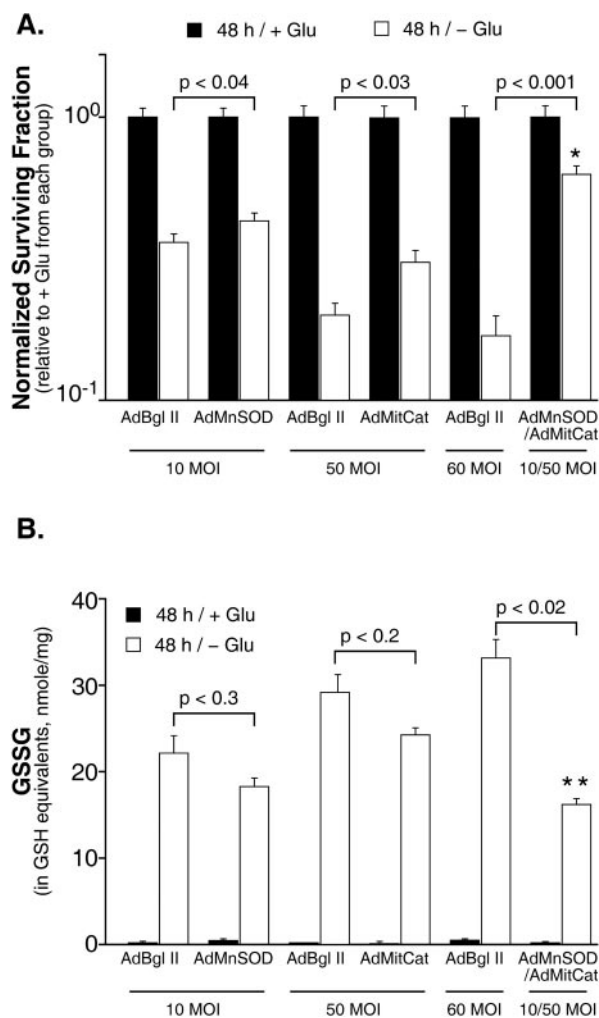 A.
48 h / + Glu
48 h / − Glu
p < 0.04
p < 0.03
p < 0.001
*
Normalized Surviving Fraction
(relative to + Glu from each group)
10⁰
10⁻¹
AdBgl II
AdMnSOD
AdBgl II
AdMitCat
AdBgl II
AdMnSOD
/AdMitCat
10 MOI
50 MOI
60 MOI
10/50 MOI
B.
48 h / + Glu
48 h / − Glu
p < 0.3
p < 0.2
p < 0.02
**
GSSG
(in GSH equivalents, nmole/mg)
40
30
20
10
0
AdBgl II
AdMnSOD
AdBgl II
AdMitCat
AdBgl II
AdMnSOD
/AdMitCat
10 MOI
50 MOI
60 MOI
10/50 MOI